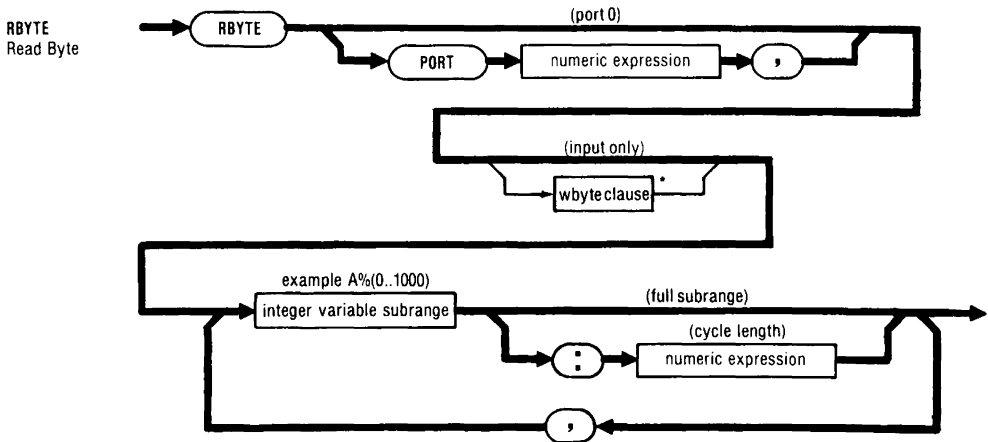 RBYTE
Read Byte
RBYTE
(port 0)
PORT
numeric expression
,
(input only)
wbyte clause
*
example A%(0..1000)
integer variable subrange
(full subrange)
(cycle length)
:
numeric expression
,